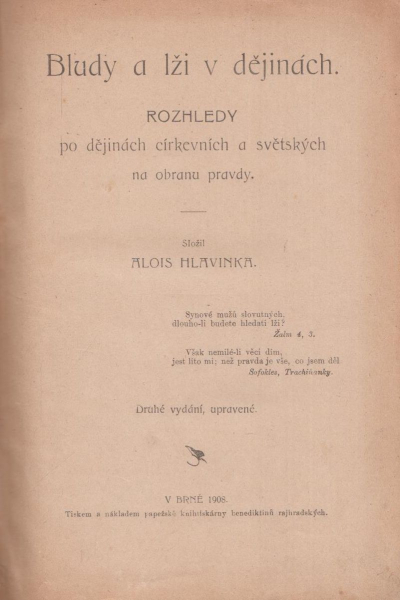 Bludy a lži v dějinách.
ROZHLEDY
po dějinách církevních a světských
na obranu pravdy.
Složil
ALOIS HLAVINKA.
Synové mužů slovutných,
dlouho-li budete hledati lži?
Žalm 4, 3.
Však nemilé-li věci dím,
jest líto mi; než pravda je vše, co jsem děl
Sofokles, Trachiňanky.
Druhé vydání, upravené.
V BRNĚ 1908.
Tiskem a nákladem papežské knihtiskárny benediktinů rajhradských.